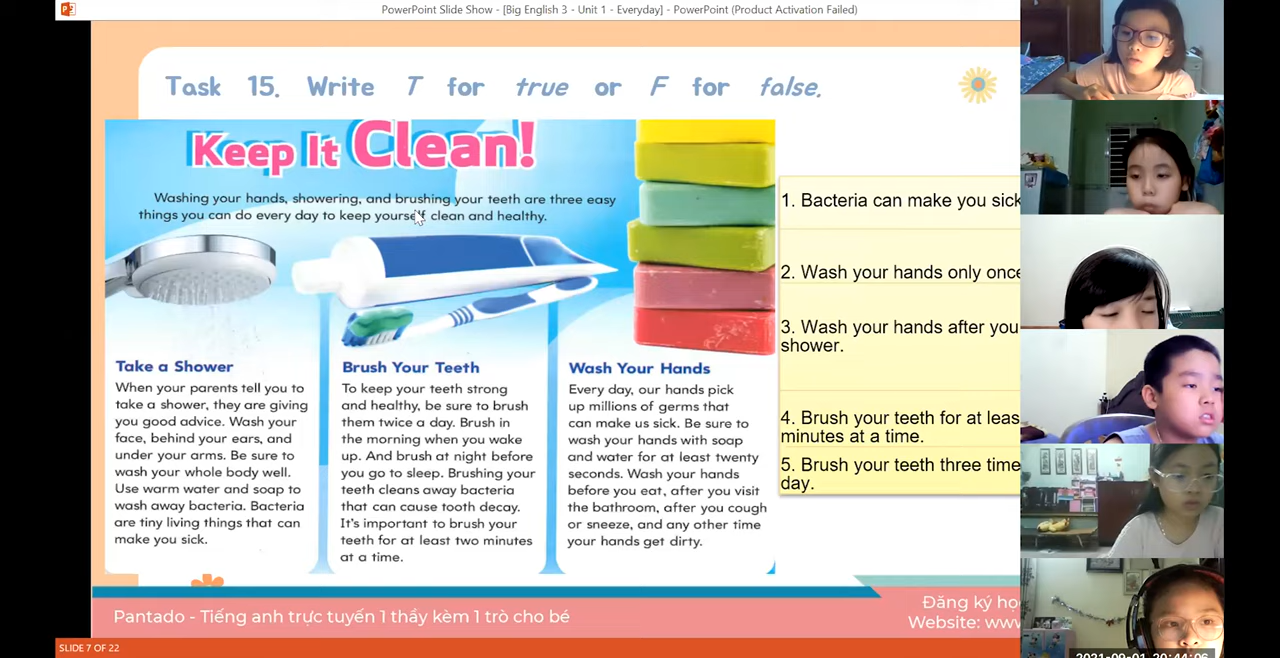 PowerPoint Slide Show - [Big English 3 - Unit 1 - Everyday] - PowerPoint (Product Activation Failed)
Task 15. Write T for true or F for false.
Keep It Clean!
Washing your hands, showering, and brushing your teeth are three easy
things you can do every day to keep yourself clean and healthy.
Take a Shower
When your parents tell you to
take a shower, they are giving
you good advice. Wash your
face, behind your ears, and
under your arms. Be sure to
wash your whole body well.
Use warm water and soap to
wash away bacteria. Bacteria
are tiny living things that can
make you sick.
Brush Your Teeth
To keep your teeth strong
and healthy, be sure to brush
them twice a day. Brush in
the morning when you wake
up. And brush at night before
you go to sleep. Brushing your
teeth cleans away bacteria
that can cause tooth decay.
It's important to brush your
teeth for at least two minutes
at a time.
Wash Your Hands
Every day, our hands pick
up millions of germs that
can make us sick. Be sure to
wash your hands with soap
and water for at least twenty
seconds. Wash your hands
before you eat, after you visit
the bathroom, after you cough
or sneeze, and any other time
your hands get dirty.
1. Bacteria can make you sick
2. Wash your hands only once
3. Wash your hands after you
shower.
4. Brush your teeth for at leas
minutes at a time.
5. Brush your teeth three time
day.
Pantado - Tiếng anh trực tuyến 1 thầy kèm 1 trò cho bé
Đăng ký họ
Website: www
SLIDE 7 OF 22
2021-09-01 20:44:06